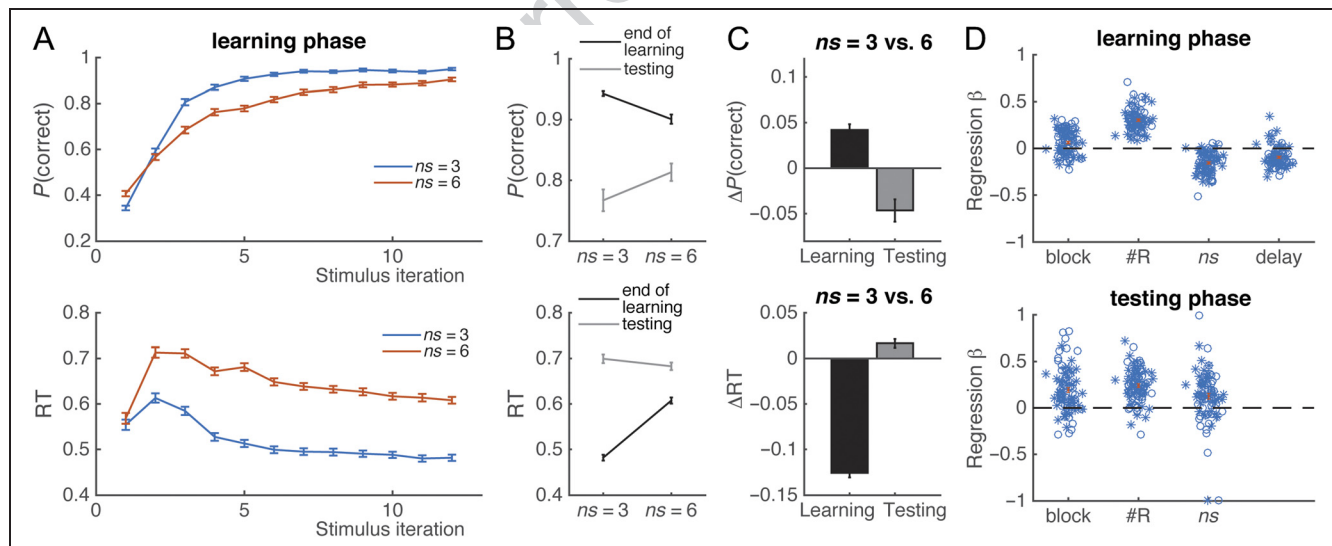 A
learning phase
P(correct)
1
0.8
0.6
0.4
0.2
0
5
10
Stimulus iteration
ns = 3
ns = 6
RT
0.8
0.7
0.6
0.5
0.4
0
5
10
Stimulus iteration
ns = 3
ns = 6
B
end of
learning
testing
P(correct)
1
0.9
0.8
0.7
ns = 3 ns = 6
end of
learning
testing
RT
0.8
0.7
0.6
0.5
0.4
ns = 3 ns = 6
C
ns = 3 vs. 6
ΔP(correct)
0.1
0.05
0
−0.05
Learning Testing
ns = 3 vs. 6
ΔRT
0.05
0
−0.05
−0.1
−0.15
Learning Testing
D
learning phase
Regression β
1
0.5
0
−0.5
−1
block #R ns delay
testing phase
Regression β
1
0.5
0
−0.5
−1
block #R ns